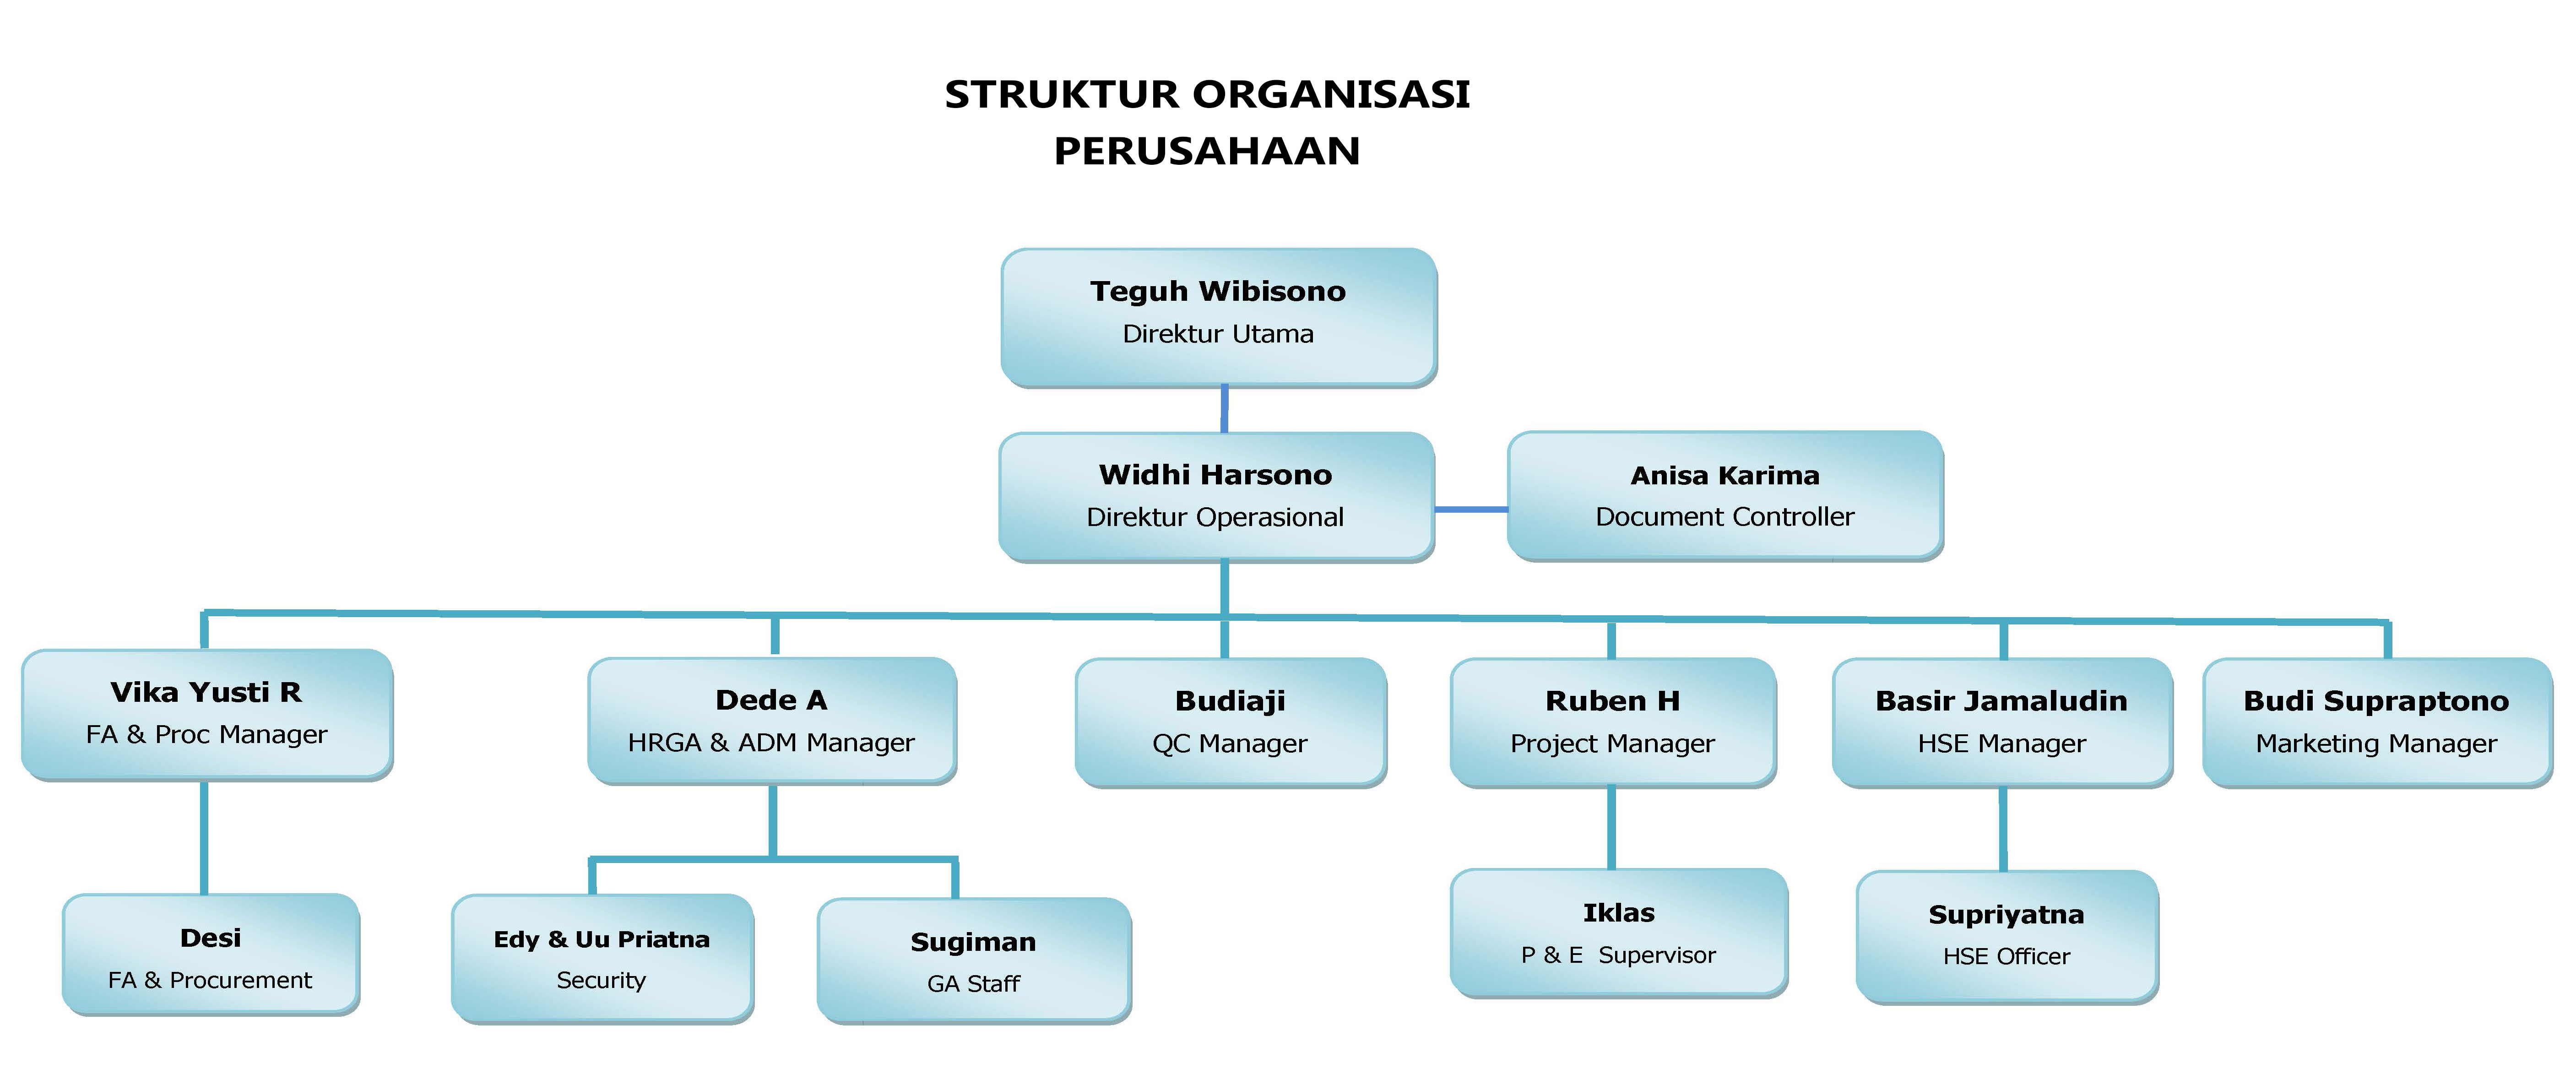 STRUKTUR ORGANISASI
PERUSAHAAN
Teguh Wibisono
Direktur Utama
Widhi Harsono
Direktur Operasional
Anisa Karima
Document Controller
Vika Yusti R
FA & Proc Manager
Dede A
HRGA & ADM Manager
Budiaji
QC Manager
Ruben H
Project Manager
Basir Jamaludin
HSE Manager
Budi Supraptono
Marketing Manager
Desi
FA & Procurement
Edy & Uu Priatna
Security
Sugiman
GA Staff
Iklas
P & E  Supervisor
Supriyatna
HSE Officer